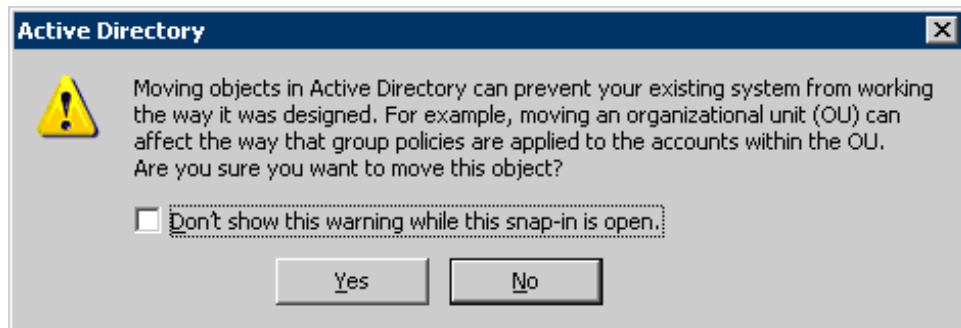 Active Directory
Moving objects in Active Directory can prevent your existing system from working
the way it was designed. For example, moving an organizational unit (OU) can
affect the way that group policies are applied to the accounts within the OU.
Are you sure you want to move this object?
Don't show this warning while this snap-in is open.
Yes
No